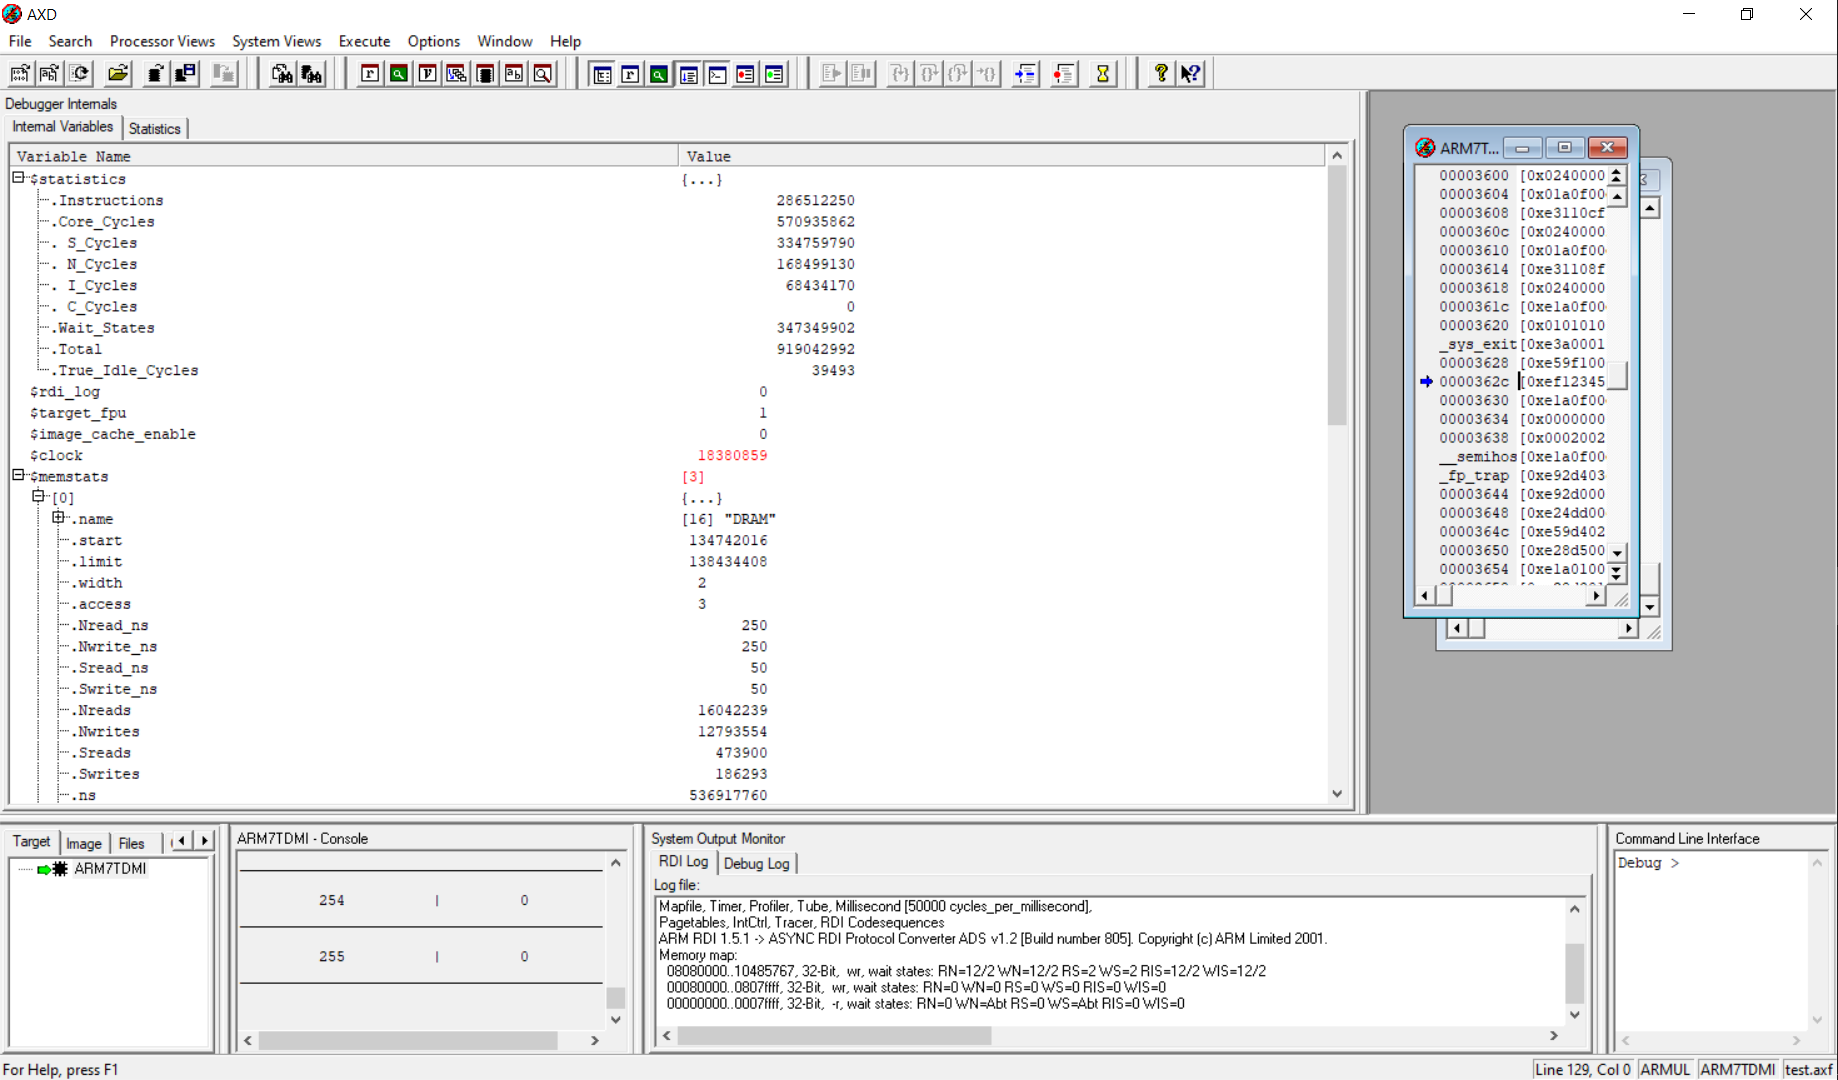 AXD
File Search Processor Views System Views Execute Options Window Help
Debugger Internals
Internal Variables Statistics
Variable Name Value
$statistics {...}
.Instructions 286512250
.Core_Cycles 570935862
. S_Cycles 334759790
. N_Cycles 168499130
. I_Cycles 68434170
. C_Cycles 0
.Wait_States 347349902
.Total 919042992
.True_Idle_Cycles 39493
$rdi_log 0
$target_fpu 1
$image_cache_enable 0
$clock 18380859
$memstats [3]
[0] {...}
.name [16] "DRAM"
.start 134742016
.limit 138434408
.width 2
.access 3
.Nread_ns 250
.Nwrite_ns 250
.Sread_ns 50
.Swrite_ns 50
.Nreads 16042239
.Nwrites 12793554
.Sreads 473900
.Swrites 186293
.ns 536917760
ARM7T...
00003600 [0x0240000
00003604 [0x01a0f00
00003608 [0xe3110cf
0000360c [0x0240000
00003610 [0x01a0f00
00003614 [0xe31108f
00003618 [0x0240000
0000361c [0xe1a0f00
00003620 [0x0101010
_sys_exit[0xe3a0001
00003628 [0xe59f100
0000362c [0xef12345
00003630 [0xe1a0f00
00003634 [0x0000000
00003638 [0x0002002
__semihos[0xe1a0f00
_fp_trap [0xe92d403
00003644 [0xe92d000
00003648 [0xe24dd00
0000364c [0xe59d402
00003650 [0xe28d500
00003654 [0xe1a0100
Target Image Files
ARM7TDMI
ARM7TDMI - Console
254 | 0
255 | 0
System Output Monitor
RDI Log Debug Log
Log file:
Mapfile, Timer, Profiler, Tube, Millisecond [50000 cycles_per_millisecond],
Pagetables, IntCtrl, Tracer, RDI Codesequences
ARM RDI 1.5.1 -> ASYNC RDI Protocol Converter ADS v1.2 [Build number 805]. Copyright (c) ARM Limited 2001.
Memory map:
08080000..10485767, 32-Bit, wr, wait states: RN=12/2 WN=12/2 RS=2 WS=2 RIS=12/2 WIS=12/2
00080000..0807ffff, 32-Bit, wr, wait states: RN=0 WN=0 RS=0 WS=0 RIS=0 WIS=0
00000000..0007ffff, 32-Bit, -r, wait states: RN=0 WN=Abt RS=0 WS=Abt RIS=0 WIS=0
Command Line Interface
Debug >
For Help, press F1
Line 129, Col 0 ARMUL ARM7TDMI test.axf